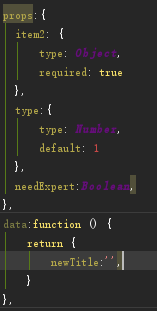 props:{
item2: {
type: Object,
required: true
},
type:{
type: Number,
default: 1
},
needExpert:Boolean,
},
data:function () {
return {
newTitle:'',
}
},